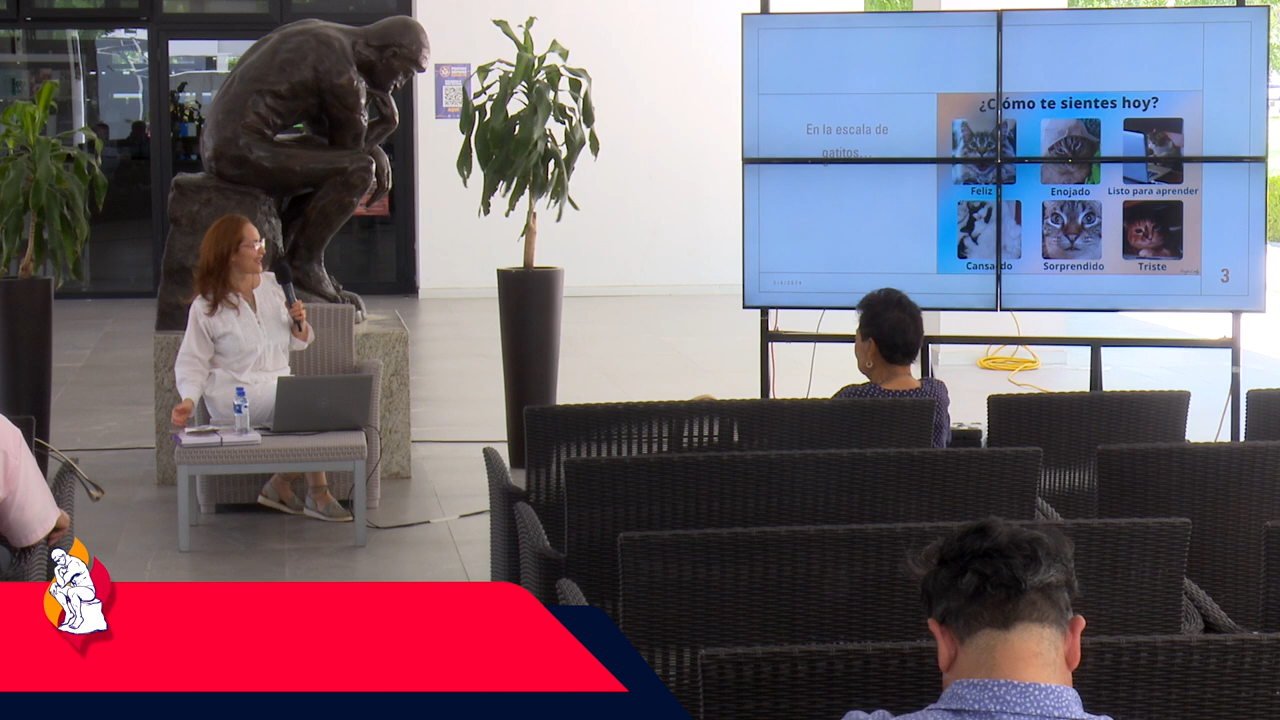 En la escala de
gatitos...
¿Cómo te sientes hoy?
Feliz
Enojado
Listo para aprender
Cansado
Sorprendido
Triste
3